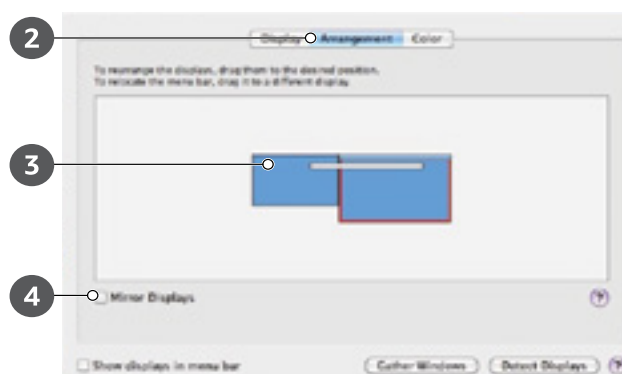 2
Display Arrangement Color
To rearrange the displays, drag them to the desired position.
To relocate the menu bar, drag it to a different display.
3
4
Mirror Displays
?
Show displays in menu bar
Gather Windows
Detect Displays
?